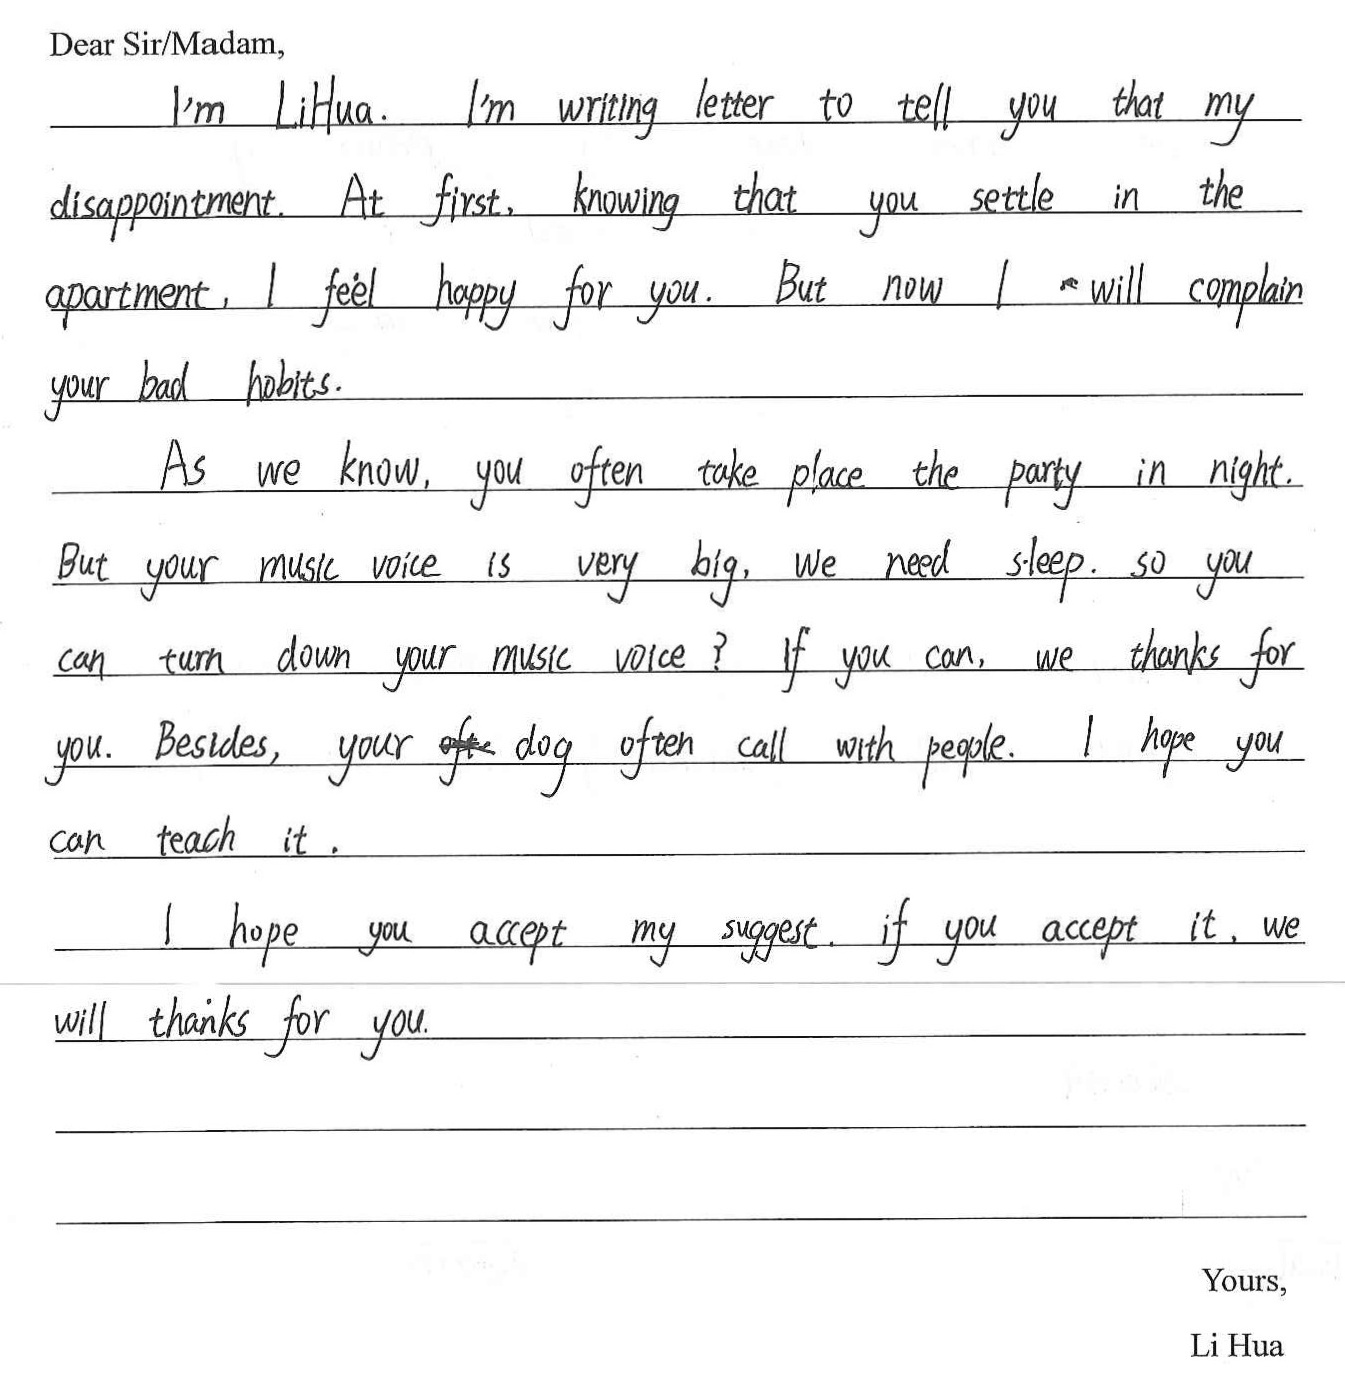 Dear Sir/Madam,
I'm LiHua. I'm writing letter to tell you that my
disappointment. At first, knowing that you settle in the
apartment, I feel happy for you. But now I will complain
your bad habits.
As we know, you often take place the party in night.
But your music voice is very big, we need sleep. so you
can turn down your music voice? If you can, we thanks for
you. Besides, your dog often call with people. I hope you
can teach it.
I hope you accept my suggest. if you accept it, we
will thanks for you.
Yours,
Li Hua